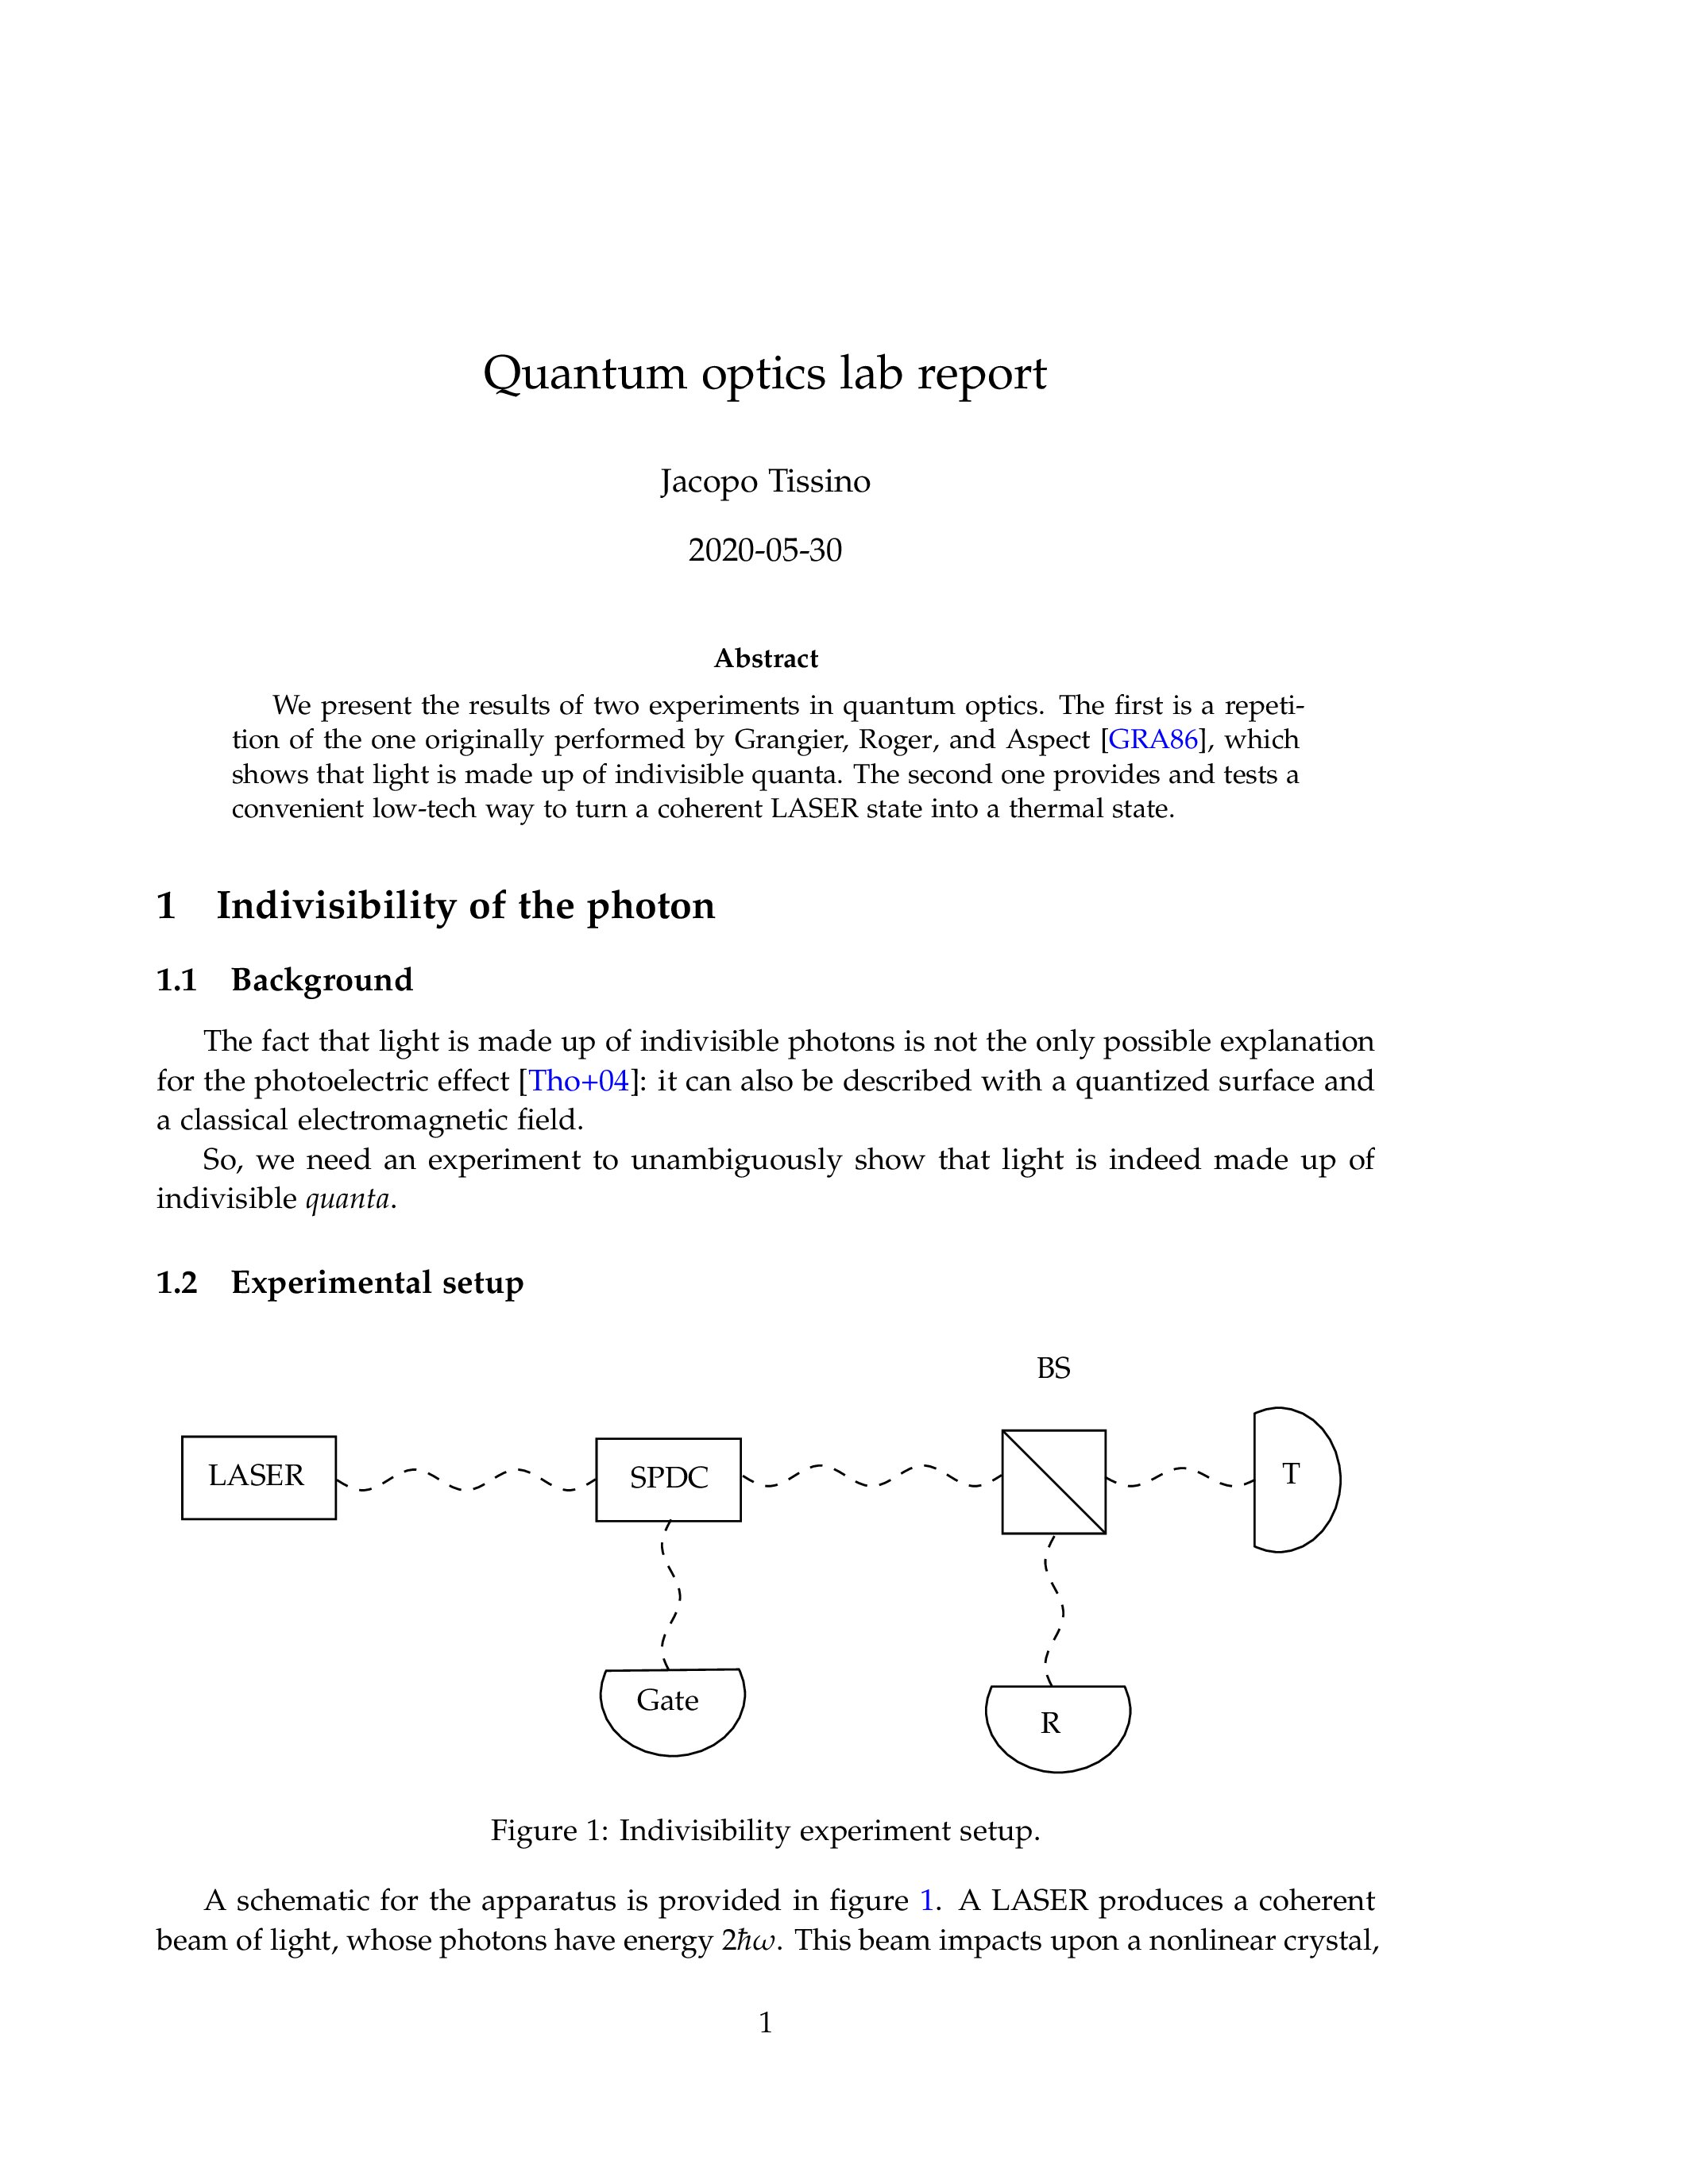 Quantum optics lab report
Jacopo Tissino
2020-05-30
Abstract
We present the results of two experiments in quantum optics. The first is a repeti-
tion of the one originally performed by Grangier, Roger, and Aspect [GRA86], which
shows that light is made up of indivisible quanta. The second one provides and tests a
convenient low-tech way to turn a coherent LASER state into a thermal state.
1 Indivisibility of the photon
1.1 Background
The fact that light is made up of indivisible photons is not the only possible explanation
for the photoelectric effect [Tho+04]: it can also be described with a quantized surface and
a classical electromagnetic field.
So, we need an experiment to unambiguously show that light is indeed made up of
indivisible quanta.
1.2 Experimental setup
BS
LASER
SPDC
T
Gate
R
Figure 1: Indivisibility experiment setup.
A schematic for the apparatus is provided in figure 1. A LASER produces a coherent
beam of light, whose photons have energy 2ℏω. This beam impacts upon a nonlinear crystal,
1